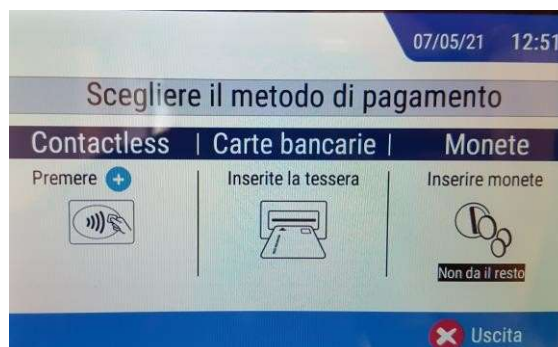 07/05/21 12:51
Scegliere il metodo di pagamento
Contactless | Carte bancarie | Monete
Premere + Inserite la tessera Inserire monete
Non da il resto
Uscita